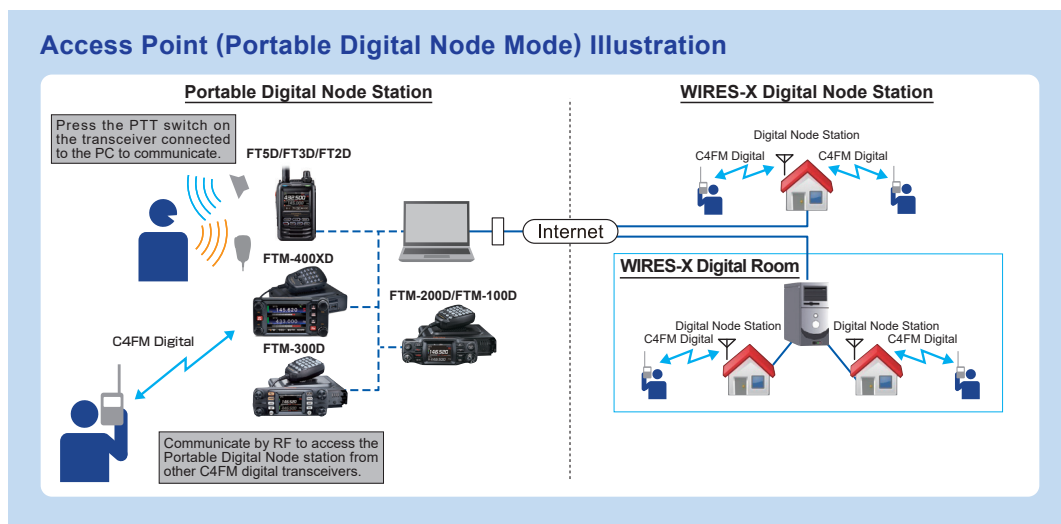 Access Point (Portable Digital Node Mode) Illustration
Portable Digital Node Station
Press the PTT switch on
the transceiver connected
to the PC to communicate.
FT5D/FT3D/FT2D
FTM-400XD
FTM-200D/FTM-100D
C4FM Digital
FTM-300D
Communicate by RF to access the
Portable Digital Node station from
other C4FM digital transceivers.
Internet
WIRES-X Digital Node Station
Digital Node Station
C4FM Digital
C4FM Digital
WIRES-X Digital Room
Digital Node Station
C4FM Digital
Digital Node Station
C4FM Digital